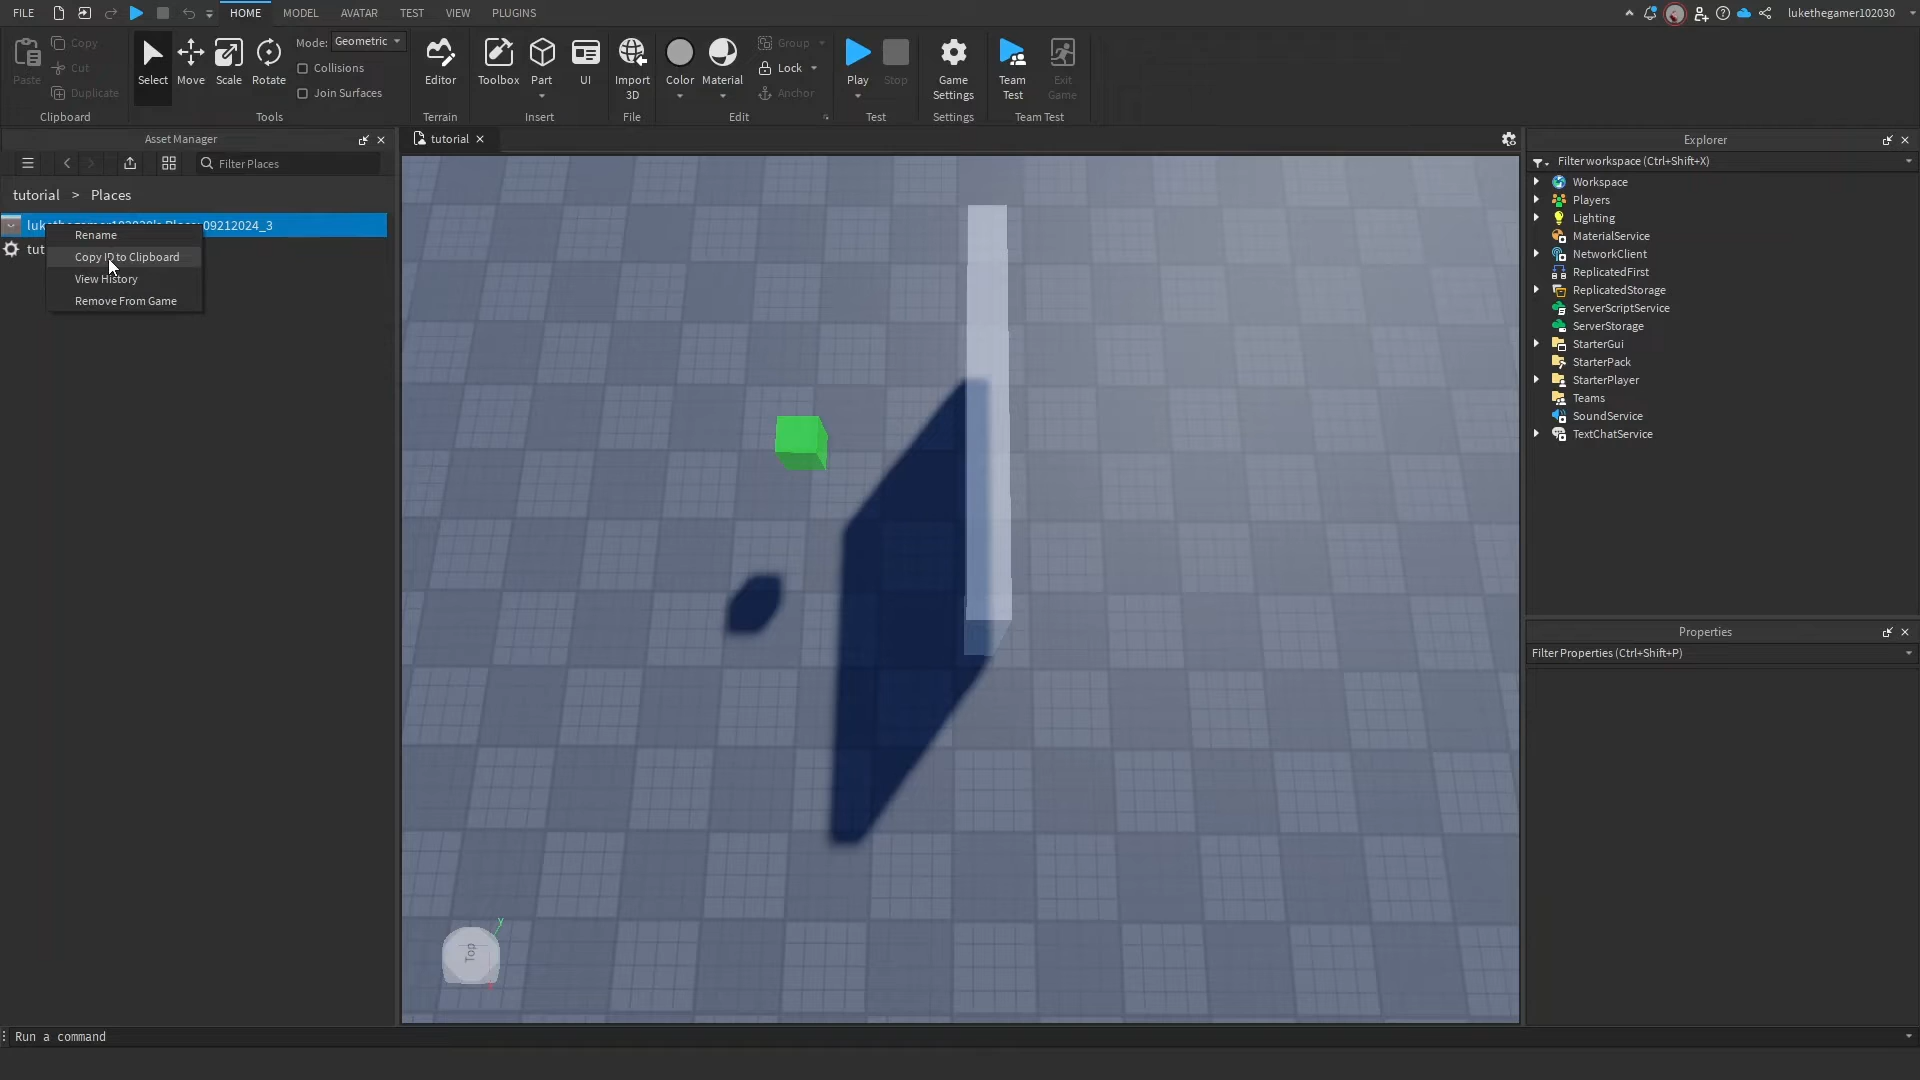 FILE HOME MODEL AVATAR TEST VIEW PLUGINS lukethegamer102030
Paste Copy Cut Duplicate
Clipboard
Select Move Scale Rotate
Mode: Geometric
Collisions
Join Surfaces
Tools
Editor
Terrain
Toolbox Part UI
Insert
Import 3D
File
Color Material
Group
Lock
Anchor
Edit
Play Stop
Test
Game Settings
Settings
Team Test
Exit Game
Team Test
Asset Manager
Filter Places
tutorial > Places
09212024_3
Rename
Copy ID to Clipboard
View History
Remove From Game
tutorial
Top
y
Explorer
Filter workspace (Ctrl+Shift+X)
Workspace
Players
Lighting
MaterialService
NetworkClient
ReplicatedFirst
ReplicatedStorage
ServerScriptService
ServerStorage
StarterGui
StarterPack
StarterPlayer
Teams
SoundService
TextChatService
Properties
Filter Properties (Ctrl+Shift+P)
Run a command